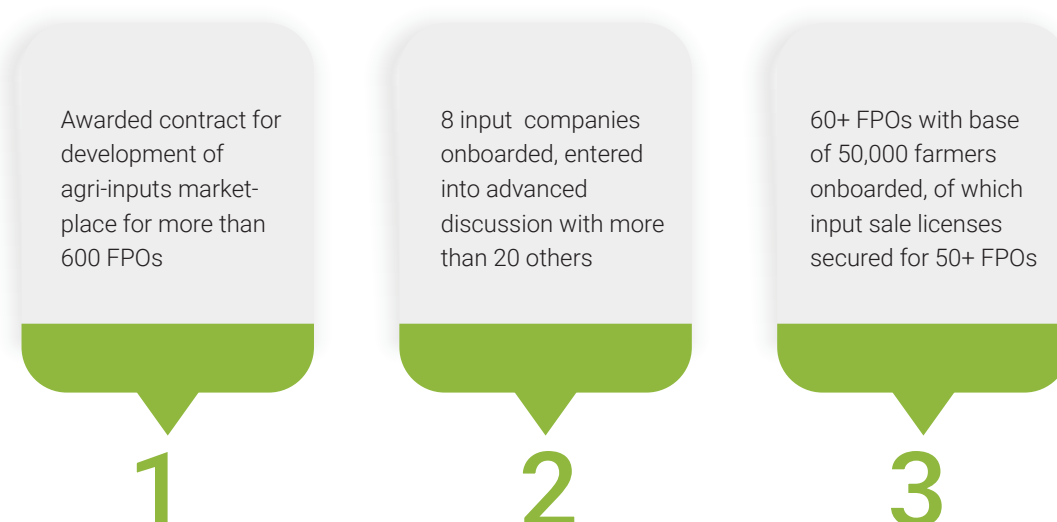 Awarded contract for
development of
agri-inputs market-
place for more than
600 FPOs
1
8 input companies
onboarded, entered
into advanced
discussion with more
than 20 others
2
60+ FPOs with base
of 50,000 farmers
onboarded, of which
input sale licenses
secured for 50+ FPOs
3